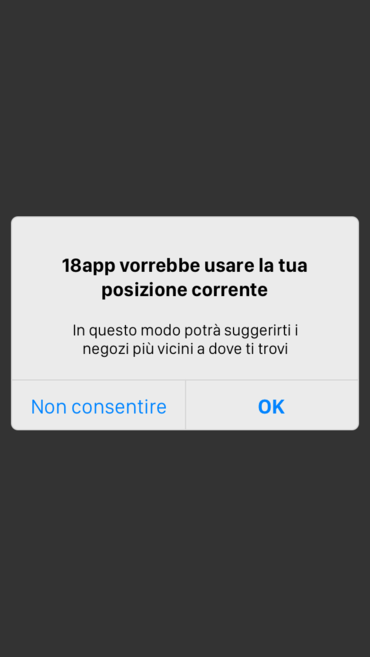 18app vorrebbe usare la tua
posizione corrente
In questo modo potrà suggerirti i
negozi più vicini a dove ti trovi
Non consentire
OK